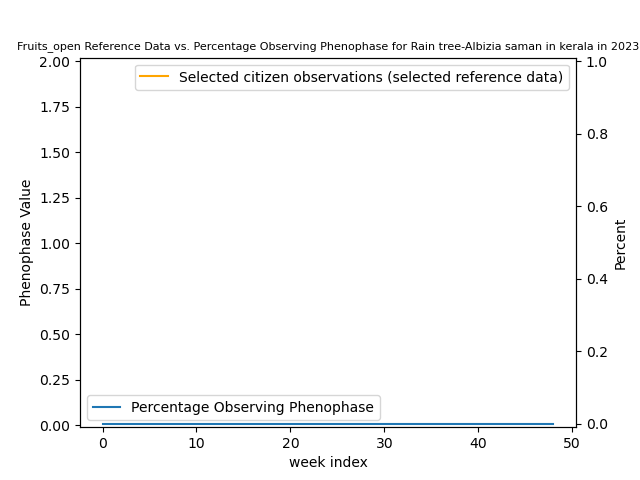 Fruits_open Reference Data vs. Percentage Observing Phenophase for Rain tree-Albizia saman in kerala in 2023
Selected citizen observations (selected reference data)
2.00
1.75
1.50
1.25
1.00
0.75
0.50
0.25
0.00
Phenophase Value
1.0
0.8
0.6
0.4
0.2
0.0
Percent
Percentage Observing Phenophase
0 10 20 30 40 50
week index